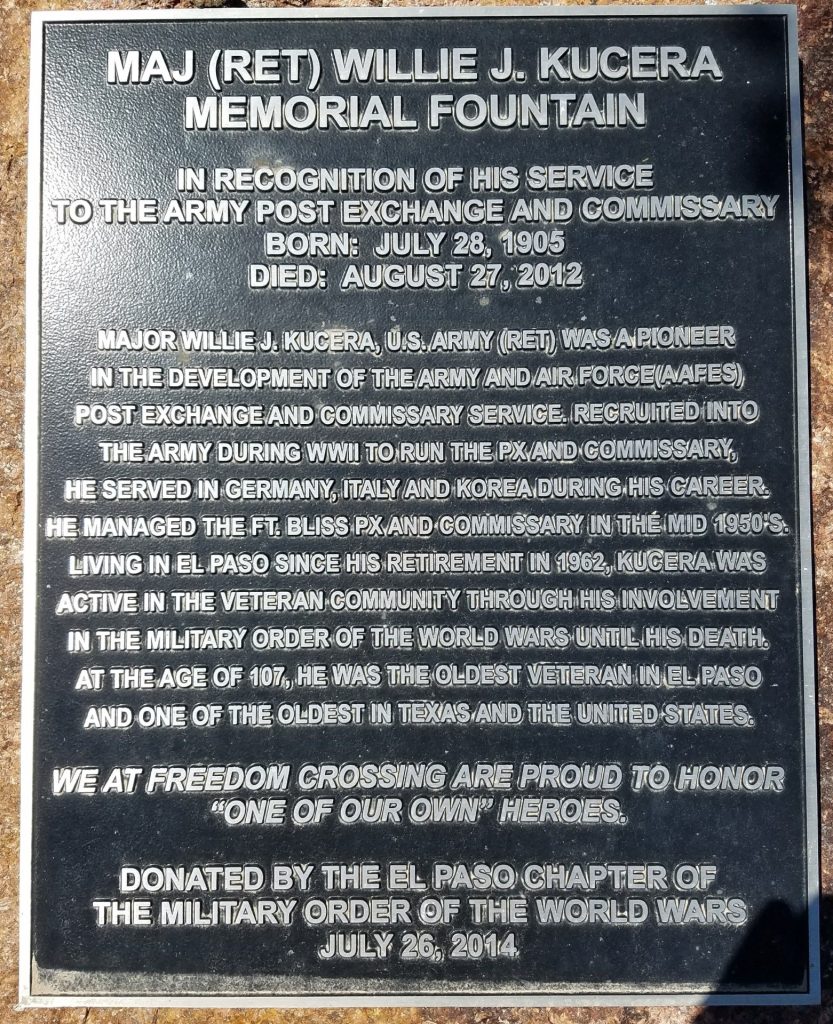 MAJ (RET) WILLIE J. KUCERA
MEMORIAL FOUNTAIN
IN RECOGNITION OF HIS SERVICE
TO THE ARMY POST EXCHANGE AND COMMISSARY
BORN: JULY 28, 1905
DIED: AUGUST 27, 2012
MAJOR WILLIE J. KUCERA, U.S. ARMY (RET) WAS A PIONEER
IN THE DEVELOPMENT OF THE ARMY AND AIR FORCE(AAFES)
POST EXCHANGE AND COMMISSARY SERVICE. RECRUITED INTO
THE ARMY DURING WWII TO RUN THE PX AND COMMISSARY,
HE SERVED IN GERMANY, ITALY AND KOREA DURING HIS CAREER.
HE MANAGED THE FT. BLISS PX AND COMMISSARY IN THE MID 1950'S.
LIVING IN EL PASO SINCE HIS RETIREMENT IN 1962, KUCERA WAS
ACTIVE IN THE VETERAN COMMUNITY THROUGH HIS INVOLVEMENT
IN THE MILITARY ORDER OF THE WORLD WARS UNTIL HIS DEATH.
AT THE AGE OF 107, HE WAS THE OLDEST VETERAN IN EL PASO
AND ONE OF THE OLDEST IN TEXAS AND THE UNITED STATES.
WE AT FREEDOM CROSSING ARE PROUD TO HONOR
"ONE OF OUR OWN" HEROES.
DONATED BY THE EL PASO CHAPTER OF
THE MILITARY ORDER OF THE WORLD WARS
JULY 26, 2014